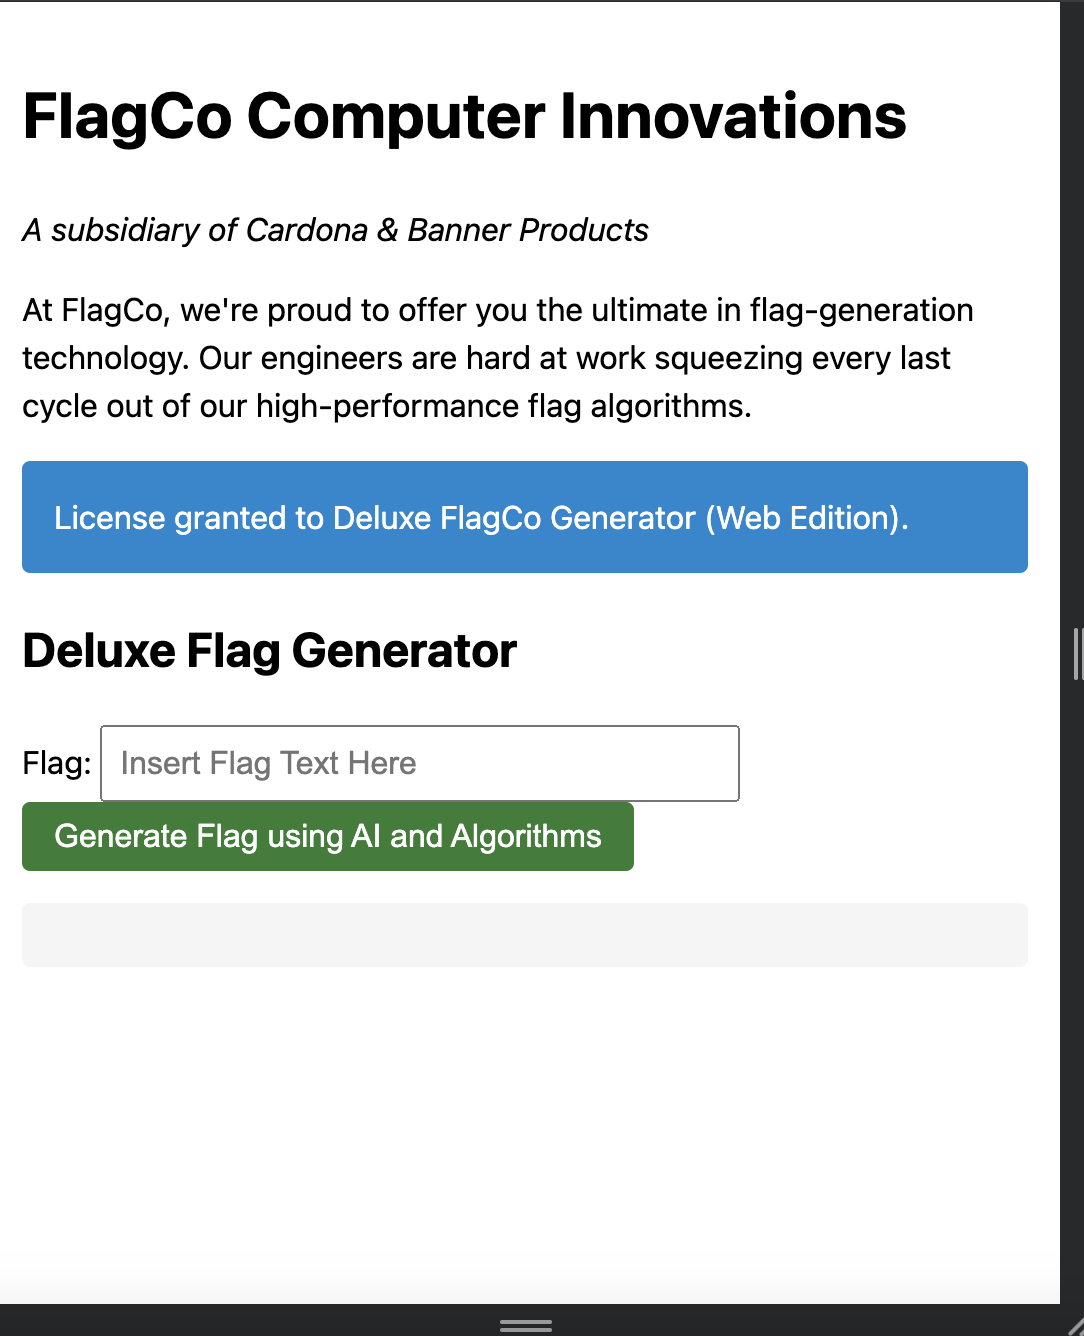 FlagCo Computer Innovations
A subsidiary of Cardona & Banner Products
At FlagCo, we're proud to offer you the ultimate in flag-generation
technology. Our engineers are hard at work squeezing every last
cycle out of our high-performance flag algorithms.
License granted to Deluxe FlagCo Generator (Web Edition).
Deluxe Flag Generator
Flag: Insert Flag Text Here
Generate Flag using AI and Algorithms